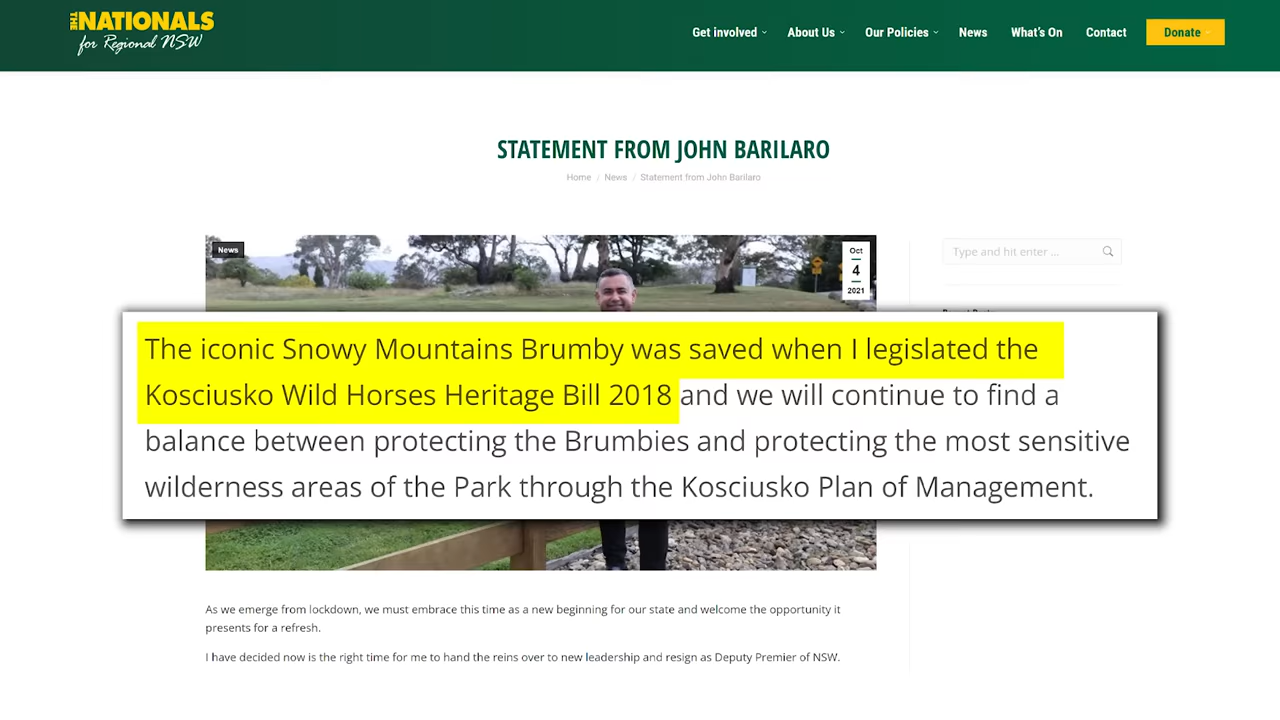 THE NATIONALS
for Regional NSW
Get involved
About Us
Our Policies
News
What's On
Contact
Donate
STATEMENT FROM JOHN BARILARO
Home / News / Statement from John Barilaro
News
Oct
4
2021
Type and hit enter ...
The iconic Snowy Mountains Brumby was saved when I legislated the
Kosciusko Wild Horses Heritage Bill 2018 and we will continue to find a
balance between protecting the Brumbies and protecting the most sensitive
wilderness areas of the Park through the Kosciusko Plan of Management.
As we emerge from lockdown, we must embrace this time as a new beginning for our state and welcome the opportunity it
presents for a refresh.
I have decided now is the right time for me to hand the reins over to new leadership and resign as Deputy Premier of NSW.